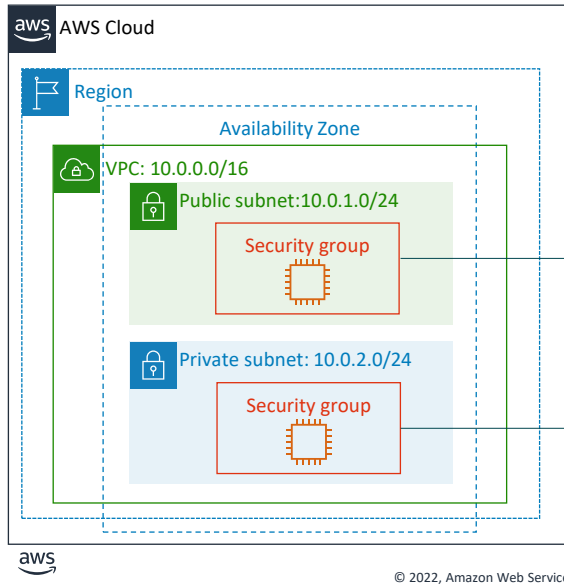 aws
AWS Cloud
Region
Availability Zone
VPC: 10.0.0.0/16
Public subnet:10.0.1.0/24
Security group
Private subnet: 10.0.2.0/24
Security group
aws
© 2022, Amazon Web Service